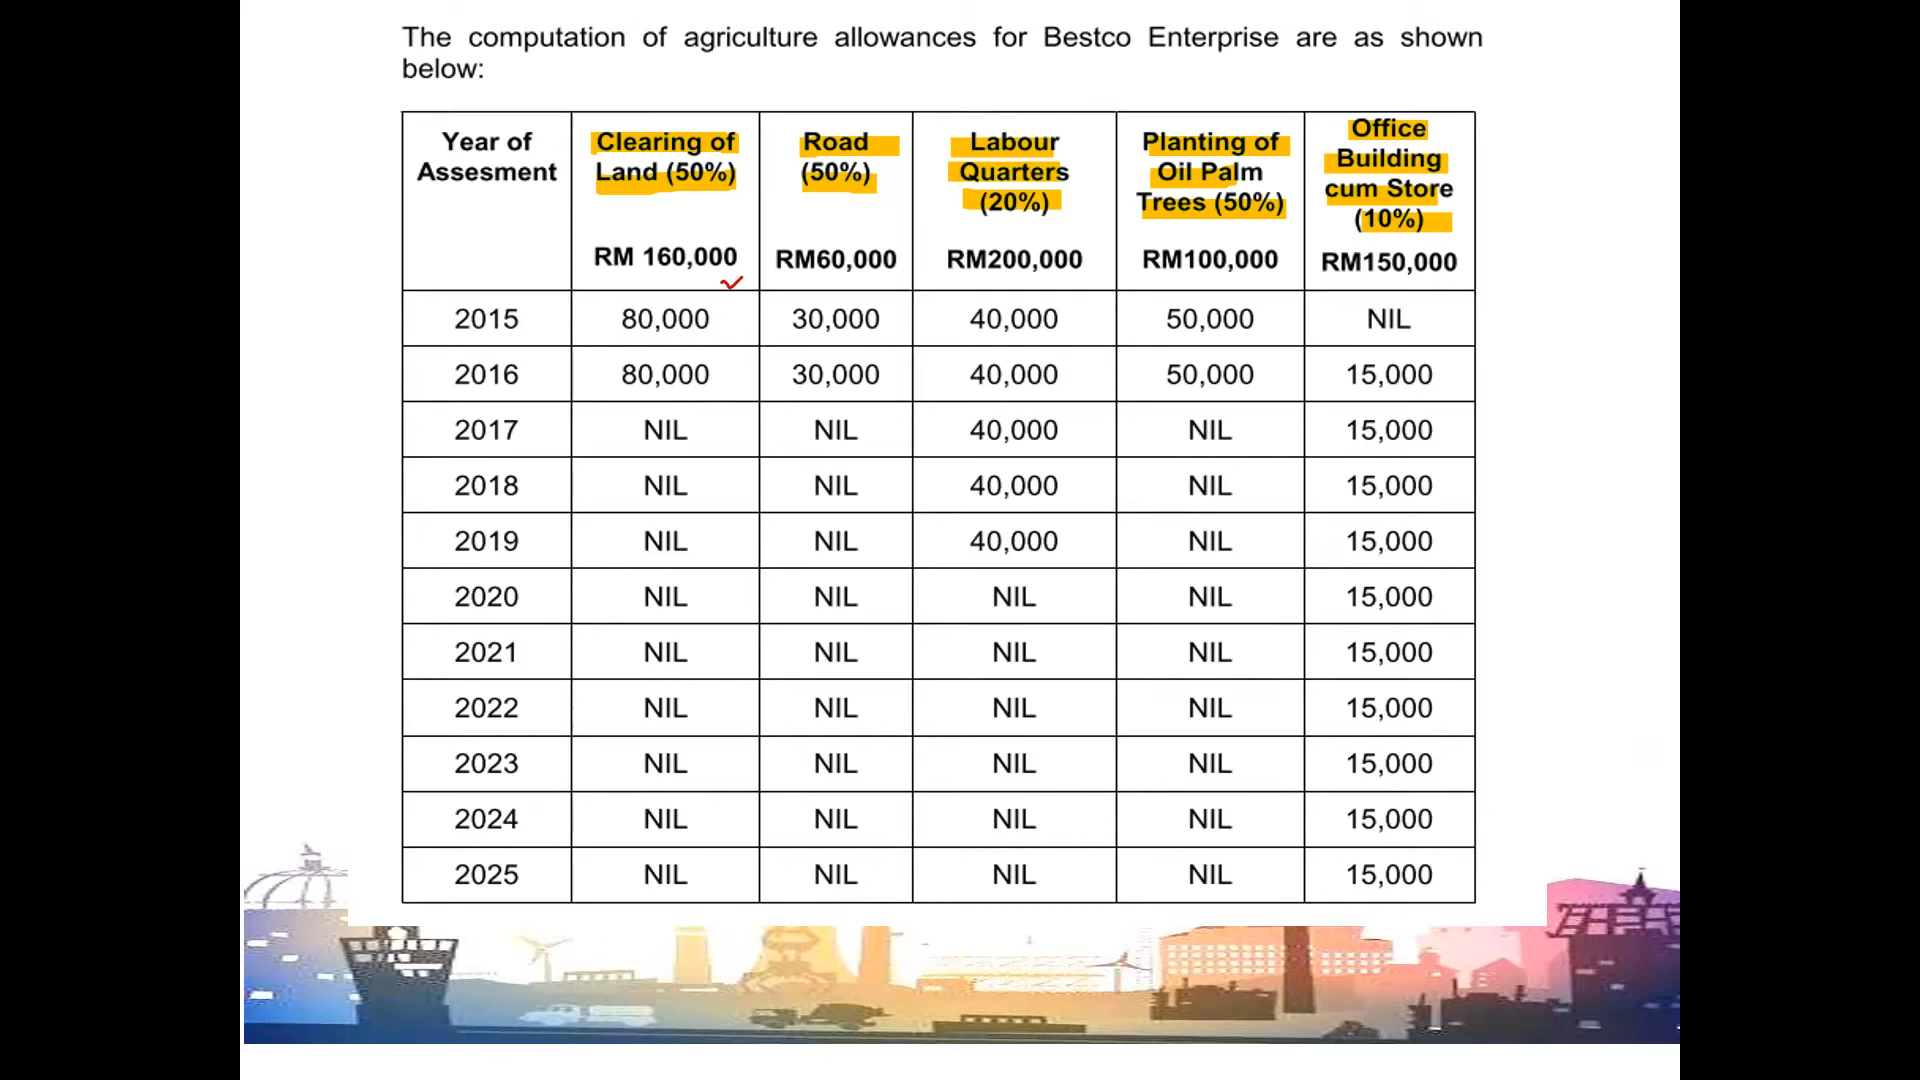 The computation of agriculture allowances for Bestco Enterprise are as shown
below:
Year of
Assesment
Clearing of
Land (50%)
RM 160,000
Road
(50%)
RM60,000
Labour
Quarters
(20%)
RM200,000
Planting of
Oil Palm
Trees (50%)
RM100,000
Office
Building
cum Store
(10%)
RM150,000
2015 80,000 30,000 40,000 50,000 NIL
2016 80,000 30,000 40,000 50,000 15,000
2017 NIL NIL 40,000 NIL 15,000
2018 NIL NIL 40,000 NIL 15,000
2019 NIL NIL 40,000 NIL 15,000
2020 NIL NIL NIL NIL 15,000
2021 NIL NIL NIL NIL 15,000
2022 NIL NIL NIL NIL 15,000
2023 NIL NIL NIL NIL 15,000
2024 NIL NIL NIL NIL 15,000
2025 NIL NIL NIL NIL 15,000